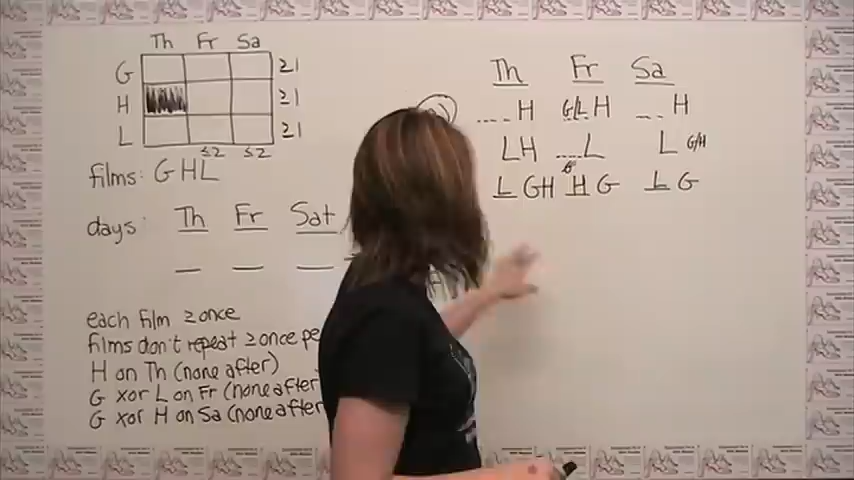 Th Fr Sa
G ≥1
H ≥1
L ≥1
≤2 ≤2
films: G H L
days: Th Fr Sat
each film ≥ once
films don't repeat ≥ once pe
H on Th (none after)
G xor L on Fr (none after
G xor H on Sa (none after
Th Fr Sa
H G/L H H
L H L L G/H
L G H H G L G